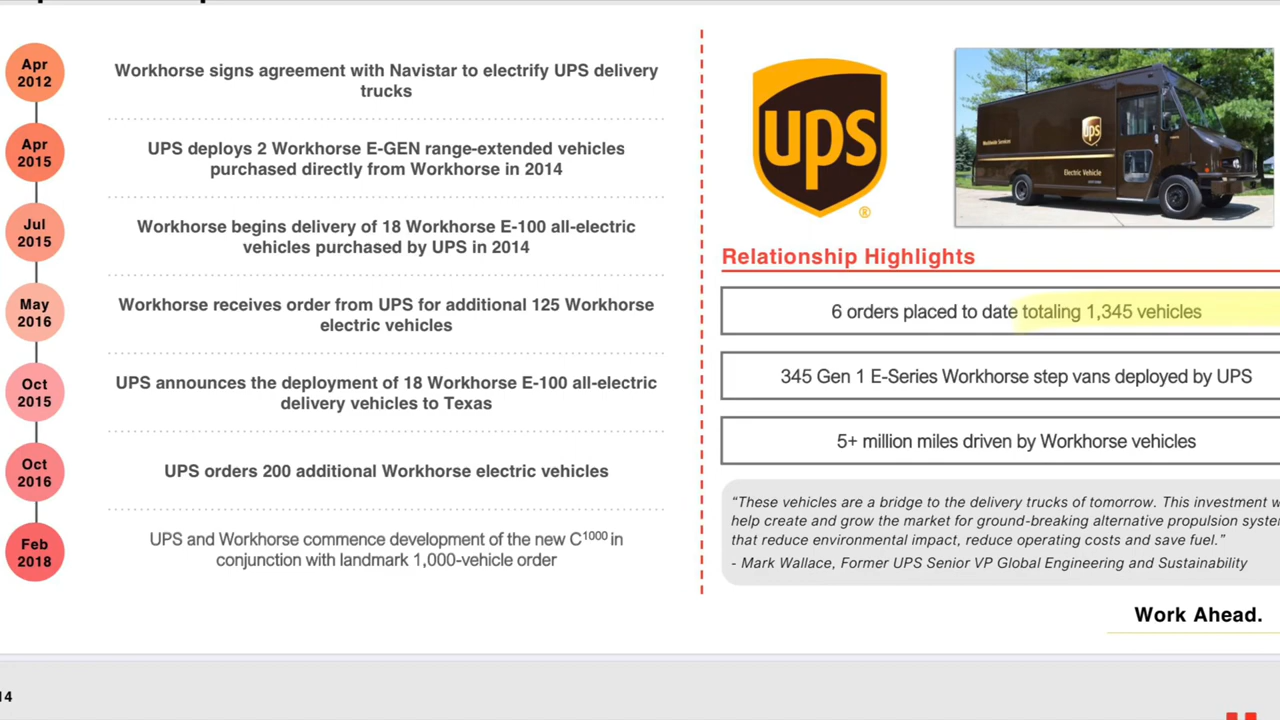 Apr
2012
Workhorse signs agreement with Navistar to electrify UPS delivery
trucks
Apr
2015
UPS deploys 2 Workhorse E-GEN range-extended vehicles
purchased directly from Workhorse in 2014
Jul
2015
Workhorse begins delivery of 18 Workhorse E-100 all-electric
vehicles purchased by UPS in 2014
May
2016
Workhorse receives order from UPS for additional 125 Workhorse
electric vehicles
Oct
2015
UPS announces the deployment of 18 Workhorse E-100 all-electric
delivery vehicles to Texas
Oct
2016
UPS orders 200 additional Workhorse electric vehicles
Feb
2018
UPS and Workhorse commence development of the new C1000 in
conjunction with landmark 1,000-vehicle order
ups
®
ups
Worldwide Services
Electric Vehicle
Relationship Highlights
6 orders placed to date totaling 1,345 vehicles
345 Gen 1 E-Series Workhorse step vans deployed by UPS
5+ million miles driven by Workhorse vehicles
“These vehicles are a bridge to the delivery trucks of tomorrow. This investment
help create and grow the market for ground-breaking alternative propulsion
that reduce environmental impact, reduce operating costs and save fuel.”
- Mark Wallace, Former UPS Senior VP Global Engineering and Sustainability
Work Ahead.
14